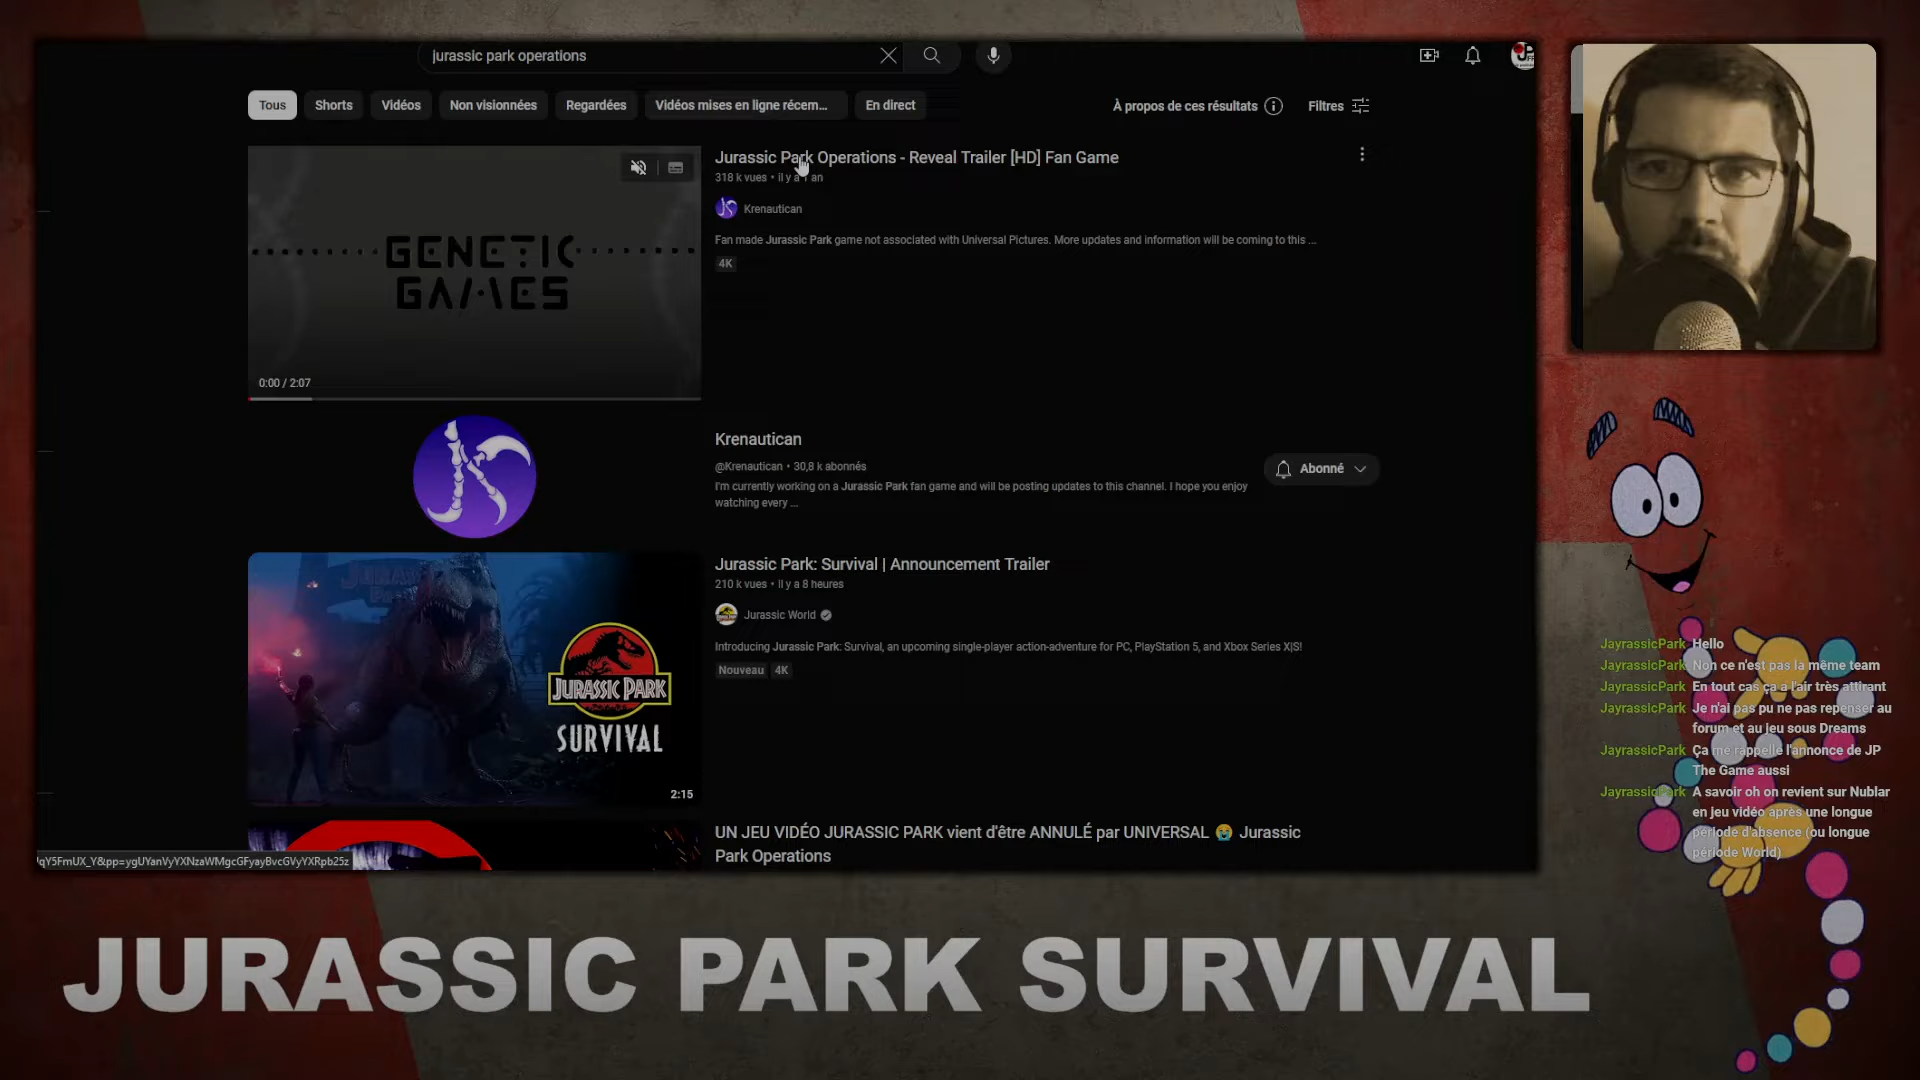 jurassic park operations
Tous
Shorts
Vidéos
Non visionnées
Regardées
Vidéos mises en ligne récem...
En direct
À propos de ces résultats
Filtres
GENETIC
GAMES
0:00 / 2:07
Jurassic Park Operations - Reveal Trailer [HD] Fan Game
318 k vues • il y a 1 an
Krenautican
Fan made Jurassic Park game not associated with Universal Pictures. More updates and information will be coming to this ...
4K
Krenautican
@Krenautican • 30,8 k abonnés
I'm currently working on a Jurassic Park fan game and will be posting updates to this channel. I hope you enjoy
watching every ...
Abonné
JURASSIC PARK
SURVIVAL
2:15
Jurassic Park: Survival | Announcement Trailer
210 k vues • il y a 8 heures
Jurassic World
Introducing Jurassic Park: Survival, an upcoming single-player action-adventure for PC, PlayStation 5, and Xbox Series X|S!
Nouveau
4K
UN JEU VIDÉO JURASSIC PARK vient d'être ANNULÉ par UNIVERSAL 😭 Jurassic
Park Operations
JayrassicPark Hello
JayrassicPark Non ce n'est pas la même team
JayrassicPark En tout cas ça a l'air très attirant
JayrassicPark Je n'ai pas pu ne pas repenser au
forum et au jeu sous Dreams
JayrassicPark Ça me rappelle l'annonce de JP
The Game aussi
JayrassicPark A savoir oh on revient sur Nublar
en jeu vidéo après une longue
période d'absence (ou longue
période World)
JURASSIC PARK SURVIVAL